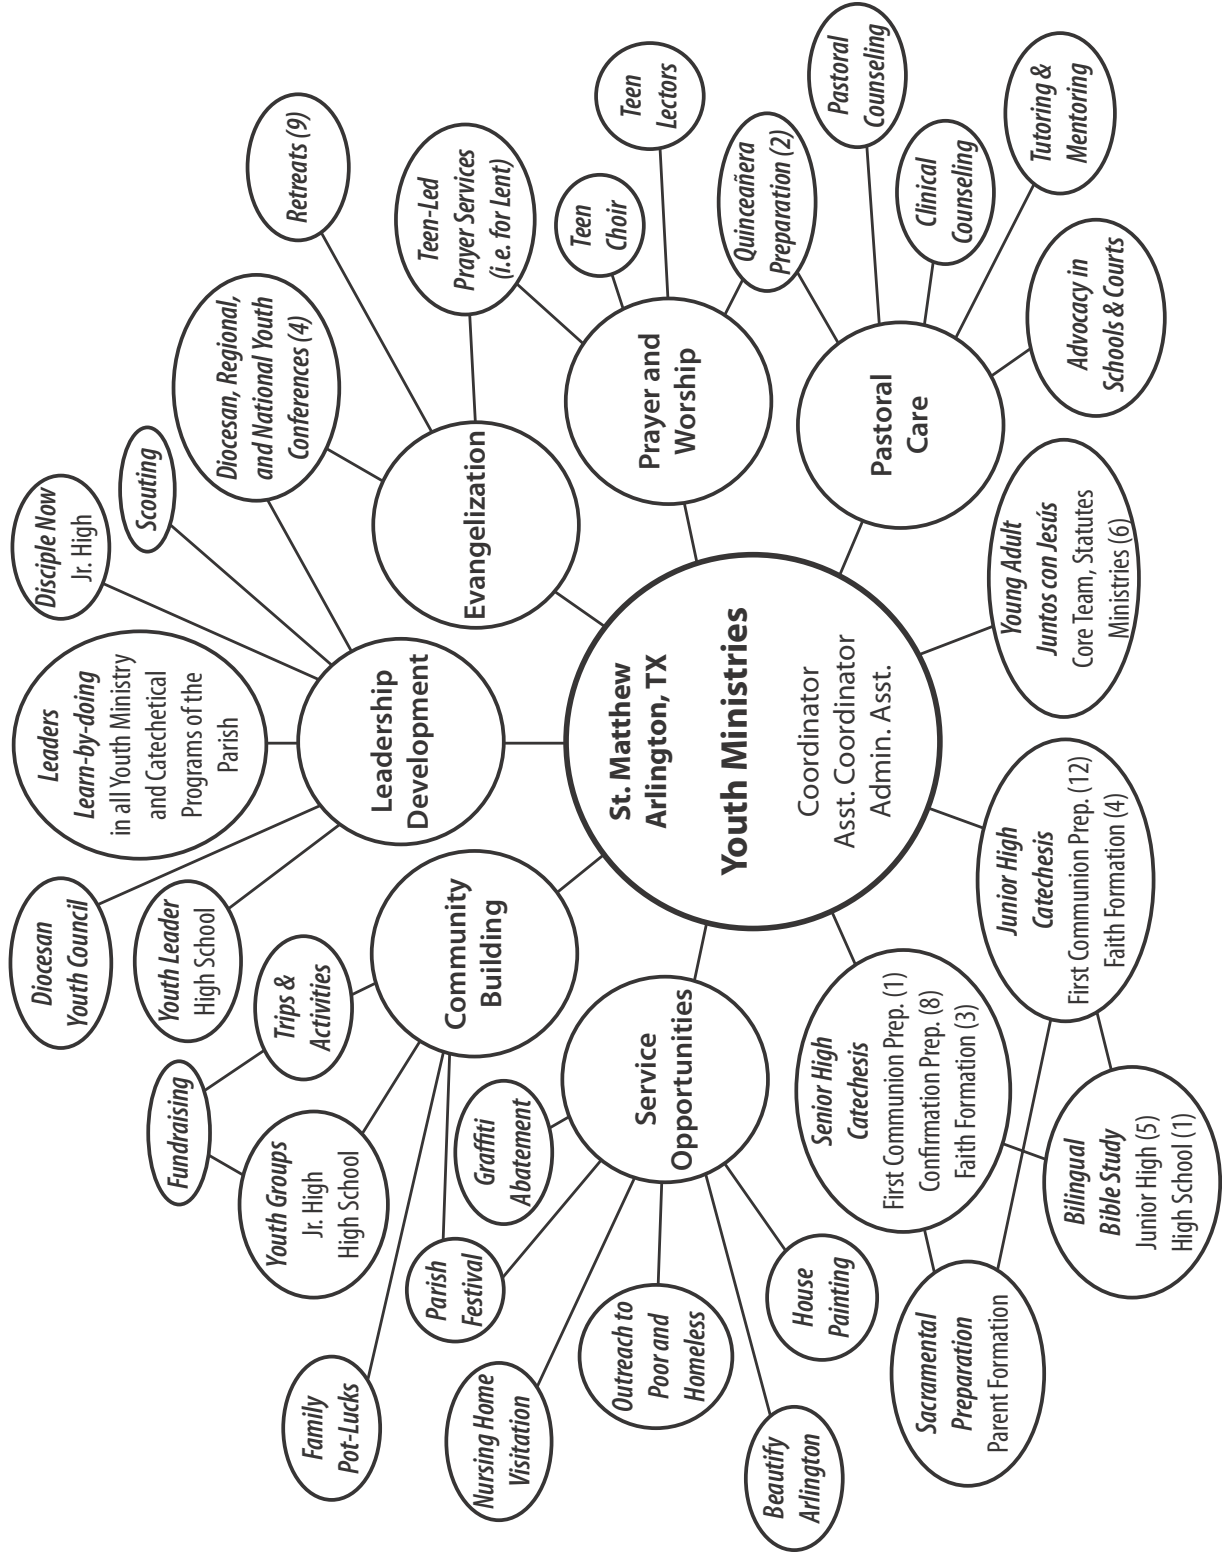 St. Matthew
Arlington, TX
Youth Ministries
Coordinator
Asst. Coordinator
Admin. Asst.
Community
Building
Family
Pot-Lucks
Youth Groups
Jr. High
High School
Fundraising
Trips &
Activities
Parish
Festival
Leadership
Development
Youth Leader
High School
Diocesan
Youth Council
Leaders
Learn-by-doing
in all Youth Ministry
and Catechetical
Programs of the
Parish
Disciple Now
Jr. High
Scouting
Diocesan, Regional,
and National Youth
Conferences (4)
Evangelization
Retreats (9)
Teen-Led
Prayer Services
(i.e. for Lent)
Prayer and
Worship
Teen
Choir
Teen
Lectors
Quinceañera
Preparation (2)
Pastoral
Care
Pastoral
Counseling
Clinical
Counseling
Tutoring &
Mentoring
Advocacy in
Schools & Courts
Young Adult
Juntos con Jesús
Core Team, Statutes
Ministries (6)
Junior High
Catechesis
First Communion Prep. (12)
Faith Formation (4)
Senior High
Catechesis
First Communion Prep. (1)
Confirmation Prep. (8)
Faith Formation (3)
Bilingual
Bible Study
Junior High (5)
High School (1)
Sacramental
Preparation
Parent Formation
Service
Opportunities
Graffiti
Abatement
Nursing Home
Visitation
Outreach to
Poor and
Homeless
Beautify
Arlington
House
Painting